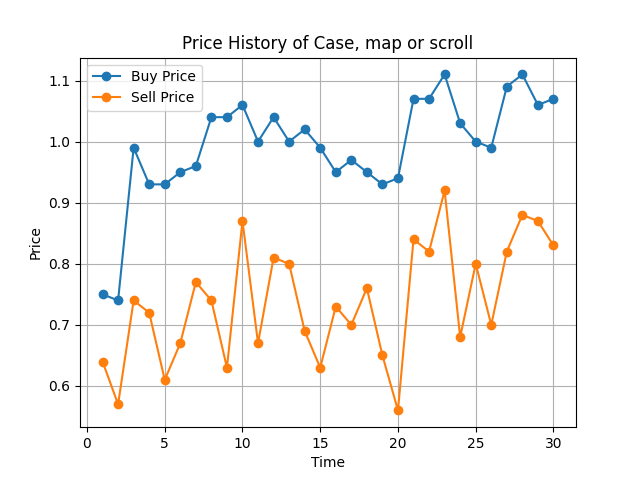 Price History of Case, map or scroll
Buy Price
Sell Price
1.1
1.0
0.9
0.8
0.7
0.6
Price
0 5 10 15 20 25 30
Time